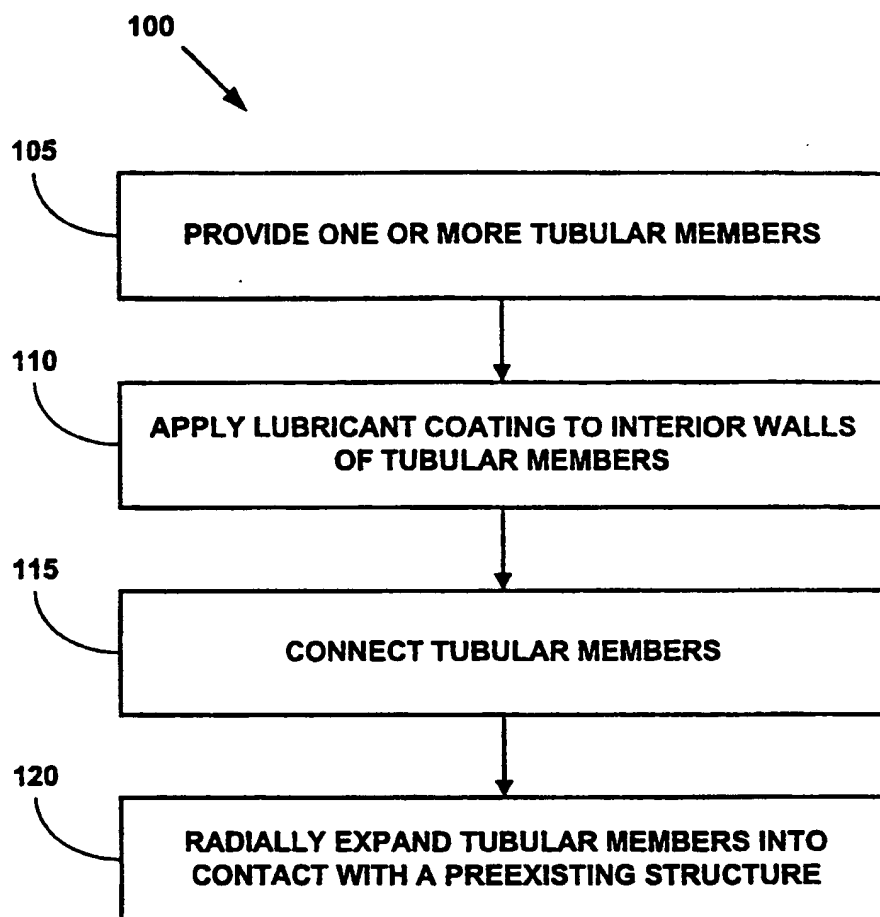 100
105
PROVIDE ONE OR MORE TUBULAR MEMBERS
110
APPLY LUBRICANT COATING TO INTERIOR WALLS
OF TUBULAR MEMBERS
115
CONNECT TUBULAR MEMBERS
120
RADIALLY EXPAND TUBULAR MEMBERS INTO
CONTACT WITH A PREEXISTING STRUCTURE